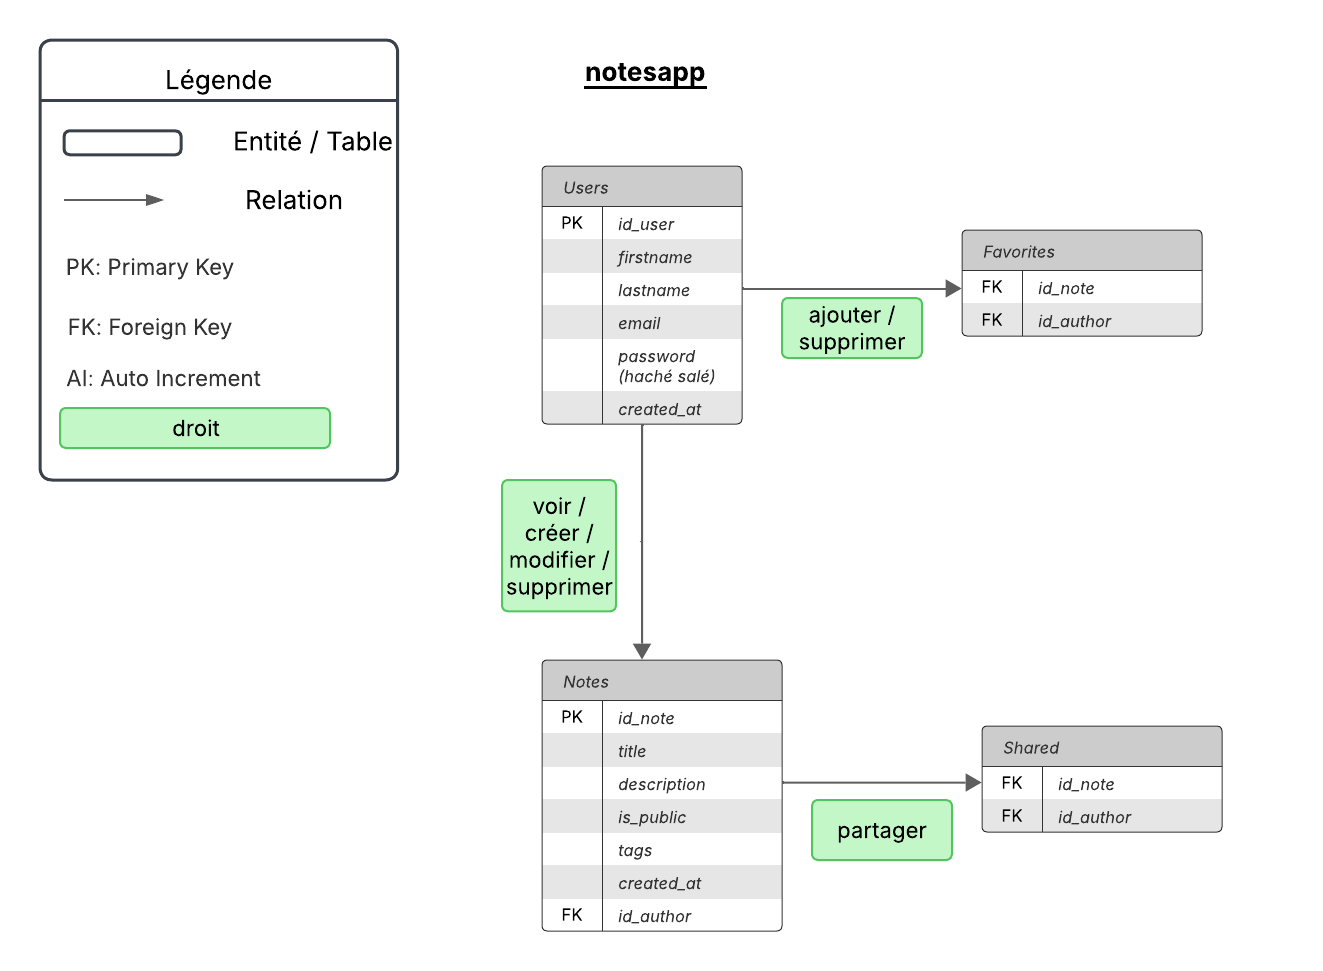 Légende
Entité / Table
Relation
PK: Primary Key
FK: Foreign Key
AI: Auto Increment
droit
notesapp
Users
PK id_user
firstname
lastname
email
password
(haché salé)
created_at
ajouter /
supprimer
Favorites
FK id_note
FK id_author
voir /
créer /
modifier /
supprimer
Notes
PK id_note
title
description
is_public
tags
created_at
FK id_author
partager
Shared
FK id_note
FK id_author